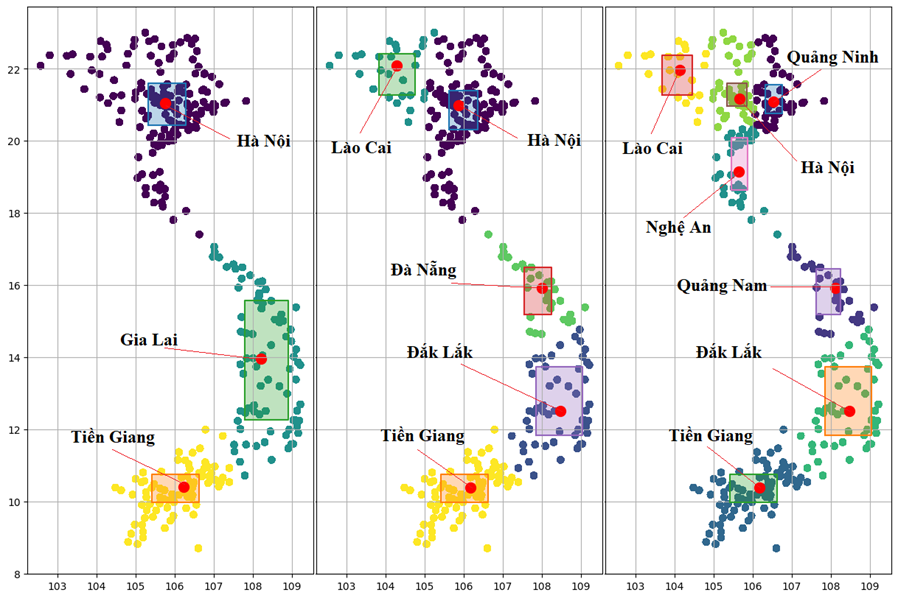 22
20
18
16
14
12
10
8
Hà Nội
Gia Lai
Tiền Giang
103 104 105 106 107 108 109
Lào Cai
Hà Nội
Đà Nẵng
Đắk Lắk
Tiền Giang
103 104 105 106 107 108 109
Quảng Ninh
Lào Cai
Hà Nội
Nghệ An
Quảng Nam
Đắk Lắk
Tiền Giang
103 104 105 106 107 108 109